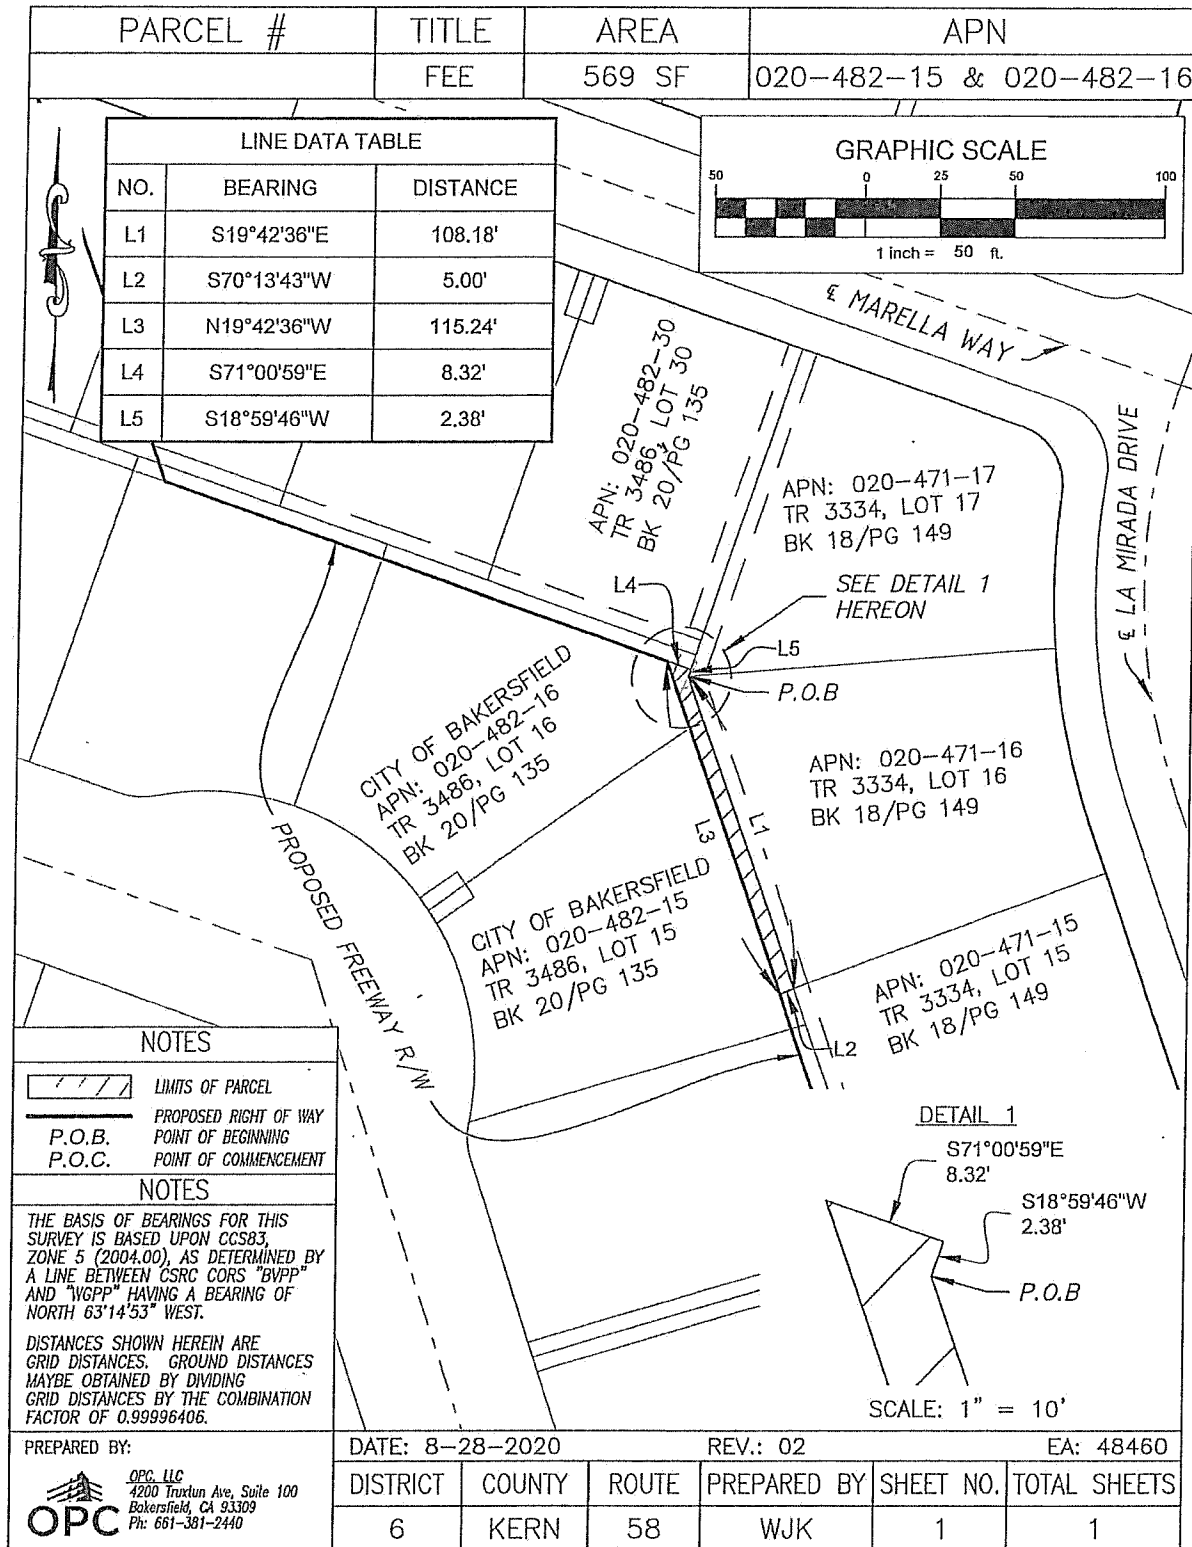 PARCEL # TITLE AREA APN
FEE 569 SF 020-482-15 & 020-482-16
LINE DATA TABLE
NO. BEARING DISTANCE
L1 S19°42'36"E 108.18'
L2 S70°13'43"W 5.00'
L3 N19°42'36"W 115.24'
L4 S71°00'59"E 8.32'
L5 S18°59'46"W 2.38'
GRAPHIC SCALE
50 0 25 50 100
1 inch = 50 ft.
℄ MARELLA WAY
℄ LA MIRADA DRIVE
APN: 020-482-30
TR 3486, LOT 30
BK 20/PG 135
APN: 020-471-17
TR 3334, LOT 17
BK 18/PG 149
SEE DETAIL 1
HEREON
L4
L5
P.O.B
CITY OF BAKERSFIELD
APN: 020-482-16
TR 3486, LOT 16
BK 20/PG 135
APN: 020-471-16
TR 3334, LOT 16
BK 18/PG 149
L3
L1
PROPOSED FREEWAY R/W
CITY OF BAKERSFIELD
APN: 020-482-15
TR 3486, LOT 15
BK 20/PG 135
APN: 020-471-15
TR 3334, LOT 15
BK 18/PG 149
L2
NOTES
LIMITS OF PARCEL
PROPOSED RIGHT OF WAY
P.O.B. POINT OF BEGINNING
P.O.C. POINT OF COMMENCEMENT
NOTES
THE BASIS OF BEARINGS FOR THIS
SURVEY IS BASED UPON CCS83,
ZONE 5 (2004.00), AS DETERMINED BY
A LINE BETWEEN CSRC CORS "BVPP"
AND "WGPP" HAVING A BEARING OF
NORTH 63°14'53" WEST.
DISTANCES SHOWN HEREIN ARE
GRID DISTANCES. GROUND DISTANCES
MAYBE OBTAINED BY DIVIDING
GRID DISTANCES BY THE COMBINATION
FACTOR OF 0.99996406.
DETAIL 1
S71°00'59"E
8.32'
S18°59'46"W
2.38'
P.O.B
SCALE: 1" = 10'
PREPARED BY:
OPC
OPC, LLC
4200 Truxtun Ave, Suite 100
Bakersfield, CA 93309
Ph: 661-381-2440
DATE: 8-28-2020 REV.: 02 EA: 48460
DISTRICT COUNTY ROUTE PREPARED BY SHEET NO. TOTAL SHEETS
6 KERN 58 WJK 1 1